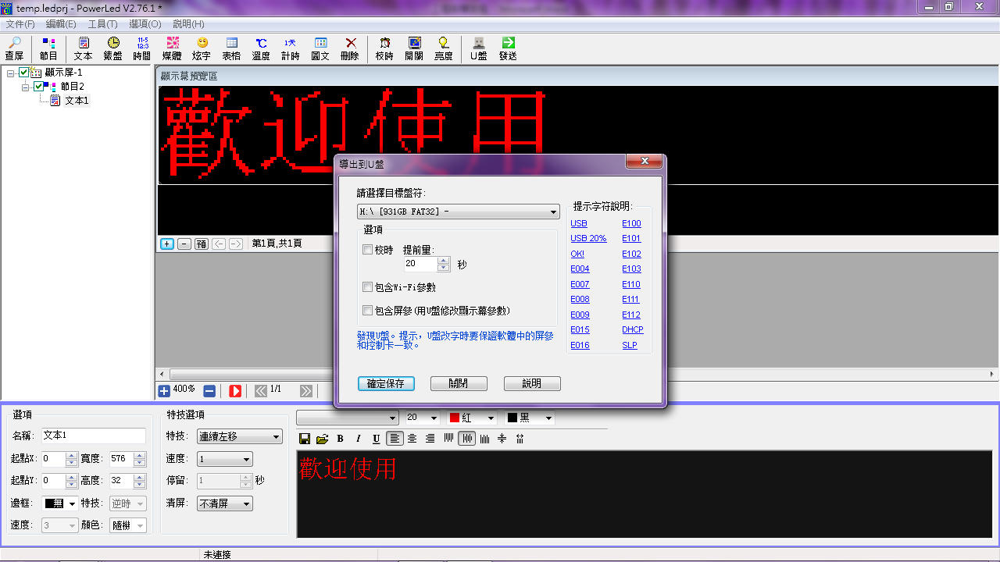 temp.ledprj - PowerLed V2.76.1 *
文件(F) 編輯(E) 工具(T) 選項(O) 說明(H)
查屏 節目 文本 鐘盤 時間 媒體 炫字 表格 溫度 計時 圖文 刪除 校時 開關 亮度 U盤 發送
顯示屏-1
節目2
文本1
顯示幕預覽區
歡迎使用
第1頁,共1頁
400%
1/1
導出到U盤
請選擇目標盤符:
H:\ [931GB FAT32] -
選項
校時 提前量:
20 秒
包含Wi-Fi參數
包含屏參(用U盤修改顯示幕參數)
發現U盤。提示，U盤改字時要保證軟體中的屏參
和控制卡一致。
確定保存 關閉 說明
提示字符說明:
USB E100
USB 20% E101
OK! E102
E004 E103
E007 E110
E008 E111
E009 E112
E015 DHCP
E016 SLP
選項
名稱: 文本1
起點X: 0 寬度: 576
起點Y: 0 高度: 32
邊框: 特技: 逆時
速度: 3 顏色: 隨機
特技選項
特技: 連續左移
速度: 1
停留: 1 秒
清屏: 不清屏
20 紅 黑
B I U
歡迎使用
未連接